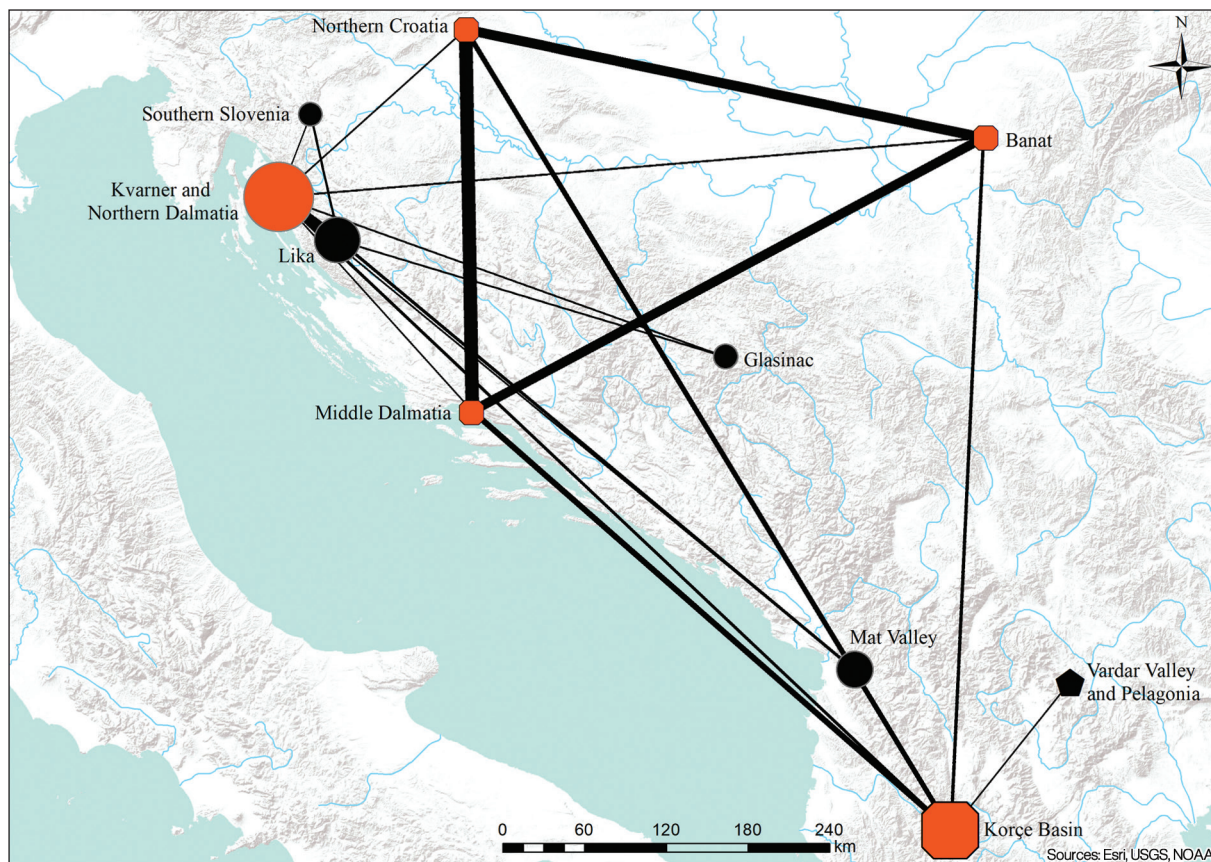 Northern Croatia
N
Southern Slovenia
Banat
Kvarner and
Northern Dalmatia
Lika
Glasinac
Middle Dalmatia
Mat Valley
Vardar Valley
and Pelagonia
Korçe Basin
0 60 120 180 240
km
Sources: Esri, USGS, NOAA